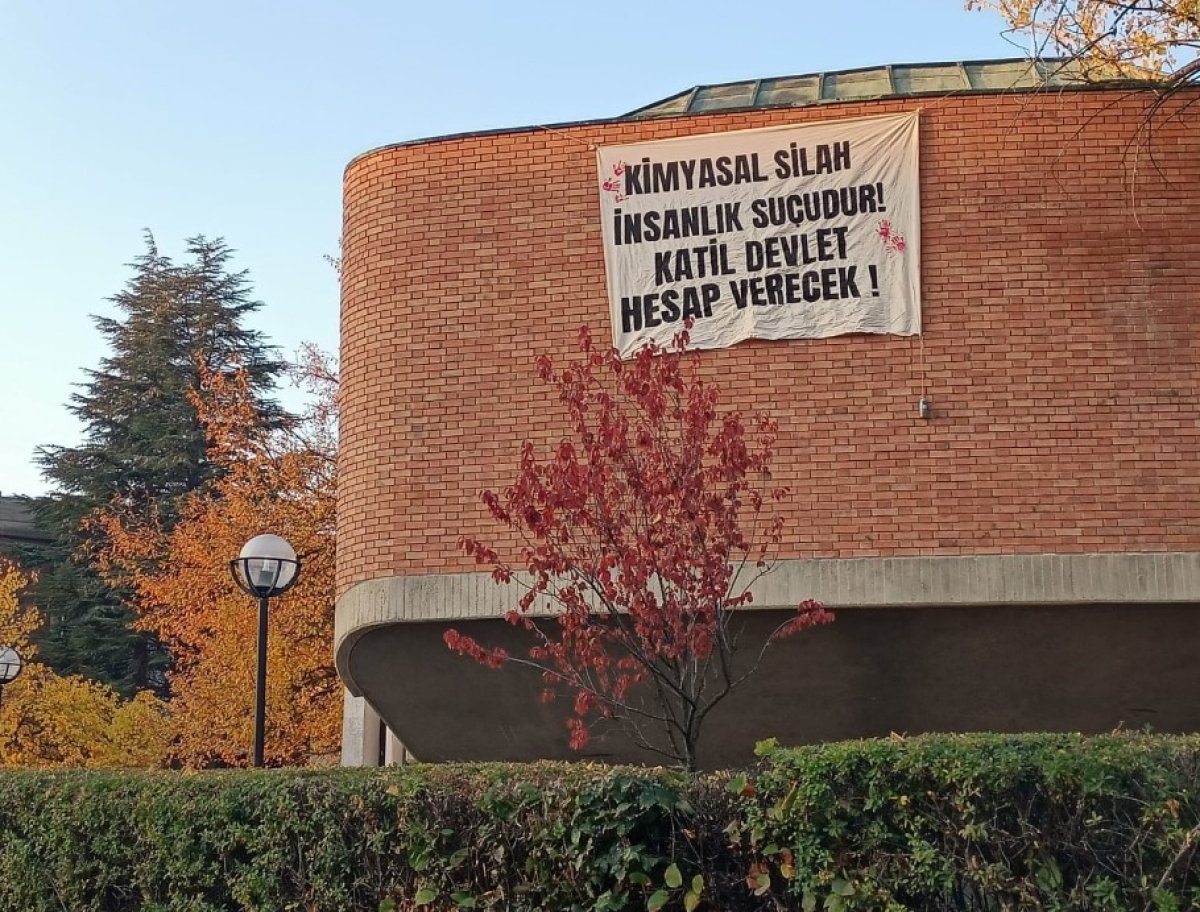 KİMYASAL SİLAH
İNSANLIK SUÇUDUR!
KATİL DEVLET
HESAP VERECEK !